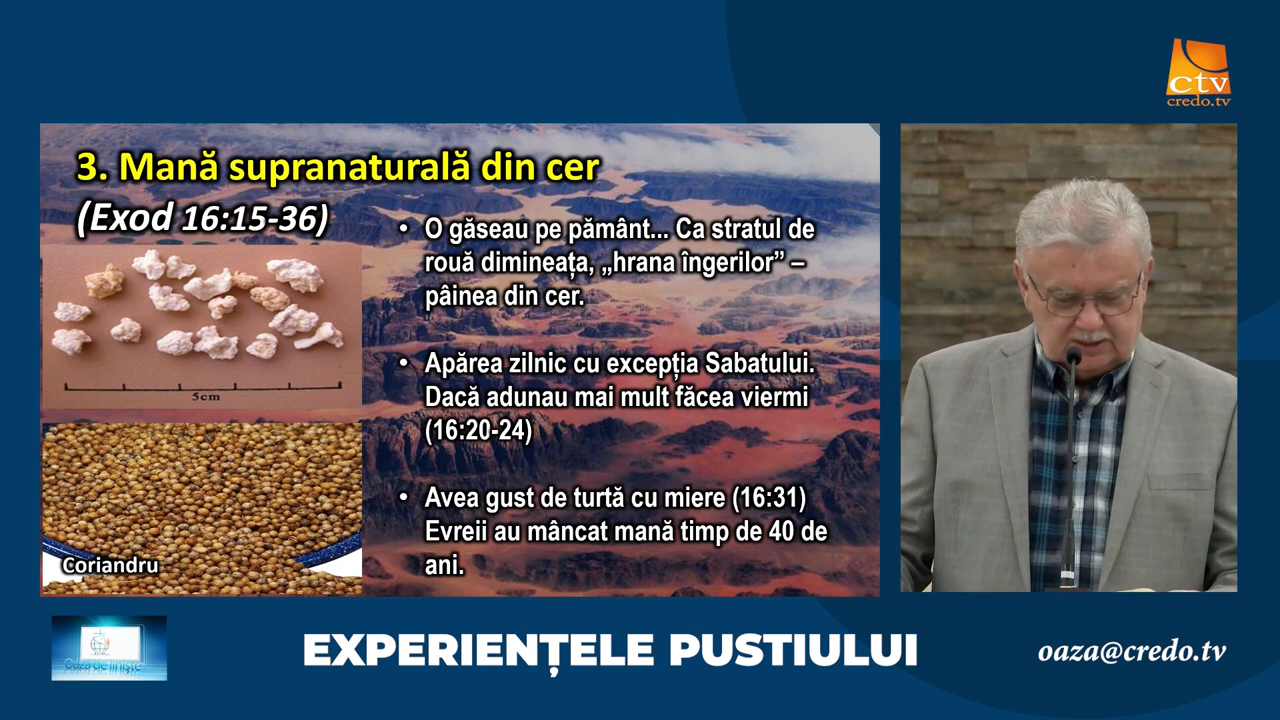 ctv
credo.tv
3. Mană supranaturală din cer
(Exod 16:15-36)
• O găseau pe pământ... Ca stratul de
rouă dimineața, „hrana îngerilor” –
pâinea din cer.
• Apărea zilnic cu excepția Sabatului.
Dacă adunau mai mult făcea viermi
(16:20-24)
• Avea gust de turtă cu miere (16:31)
Evreii au mâncat mană timp de 40 de
ani.
5cm
Coriandru
Oaza de liniște
EXPERIENȚELE PUSTIULUI
oaza@credo.tv